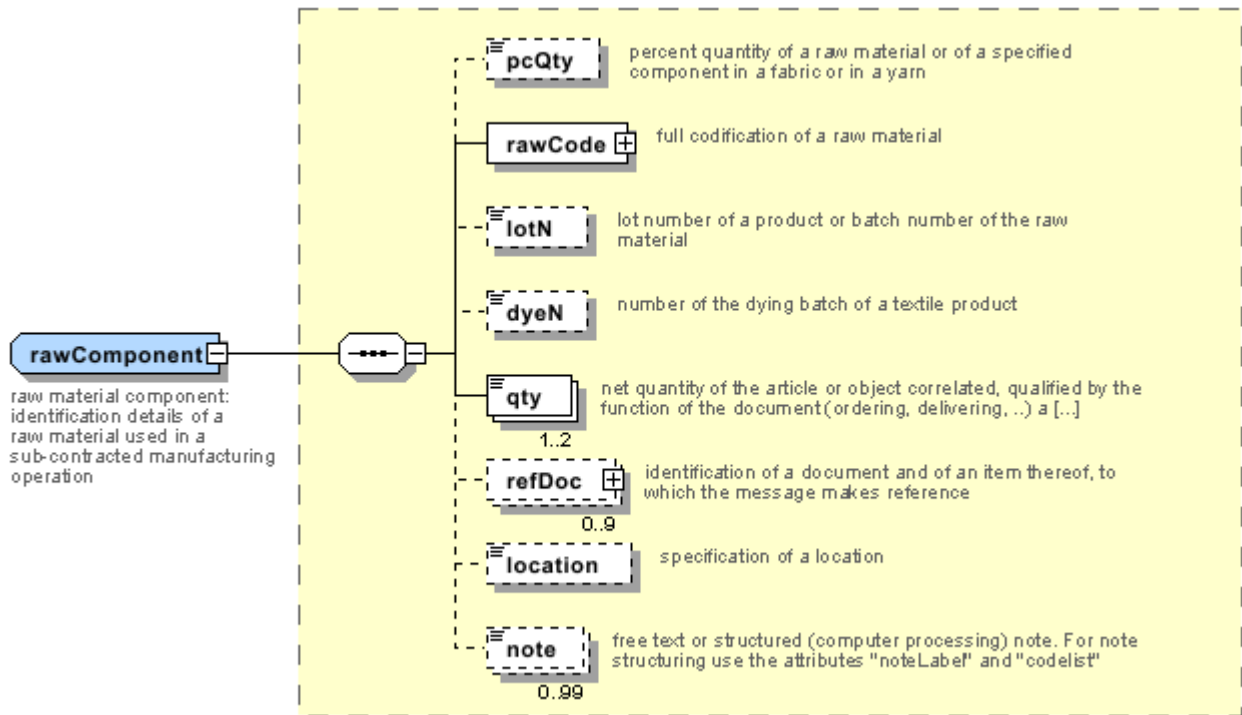 pcQty
percent quantity of a raw material or of a specified
component in a fabric or in a yarn
rawCode
full codification of a raw material
lotN
lot number of a product or batch number of the raw
material
dyeN
number of the dying batch of a textile product
rawComponent
raw material component:
identification details of a
raw material used in a
sub-contracted manufacturing
operation
qty
net quantity of the article or object correlated, qualified by the
function of the document (ordering, delivering, ..) a [...]
1..2
refDoc
identification of a document and of an item thereof, to
which the message makes reference
0..9
location
specification of a location
note
free text or structured (computer processing) note. For note
structuring use the attributes "noteLabel" and "codelist"
0..99